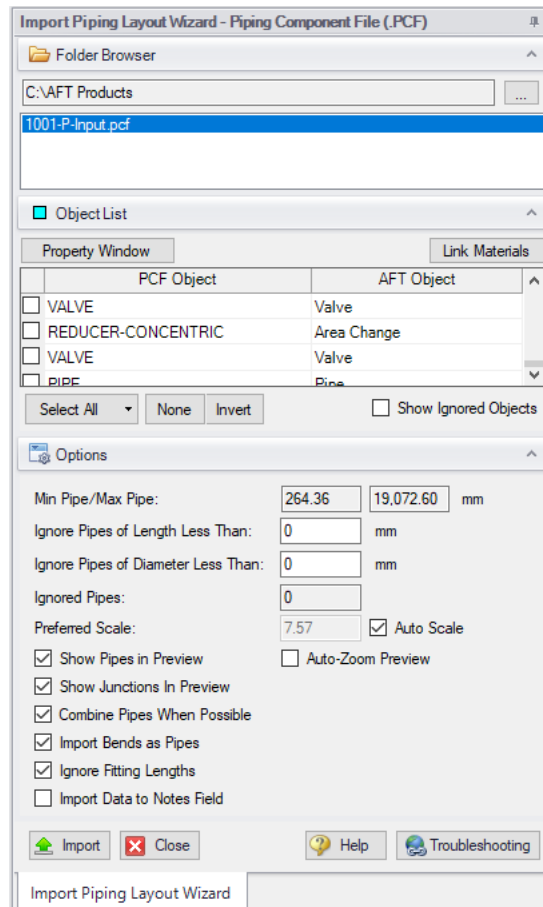 Import Piping Layout Wizard - Piping Component File (.PCF)
Folder Browser
C:\AFT Products
...
1001-P-Input.pcf
Object List
Property Window Link Materials
PCF Object AFT Object
VALVE Valve
REDUCER-CONCENTRIC Area Change
VALVE Valve
PIPE Pipe
Select All None Invert Show Ignored Objects
Options
Min Pipe/Max Pipe: 264.36 19,072.60 mm
Ignore Pipes of Length Less Than: 0 mm
Ignore Pipes of Diameter Less Than: 0 mm
Ignored Pipes: 0
Preferred Scale: 7.57 Auto Scale
Show Pipes in Preview Auto-Zoom Preview
Show Junctions In Preview
Combine Pipes When Possible
Import Bends as Pipes
Ignore Fitting Lengths
Import Data to Notes Field
Import Close Help Troubleshooting
Import Piping Layout Wizard